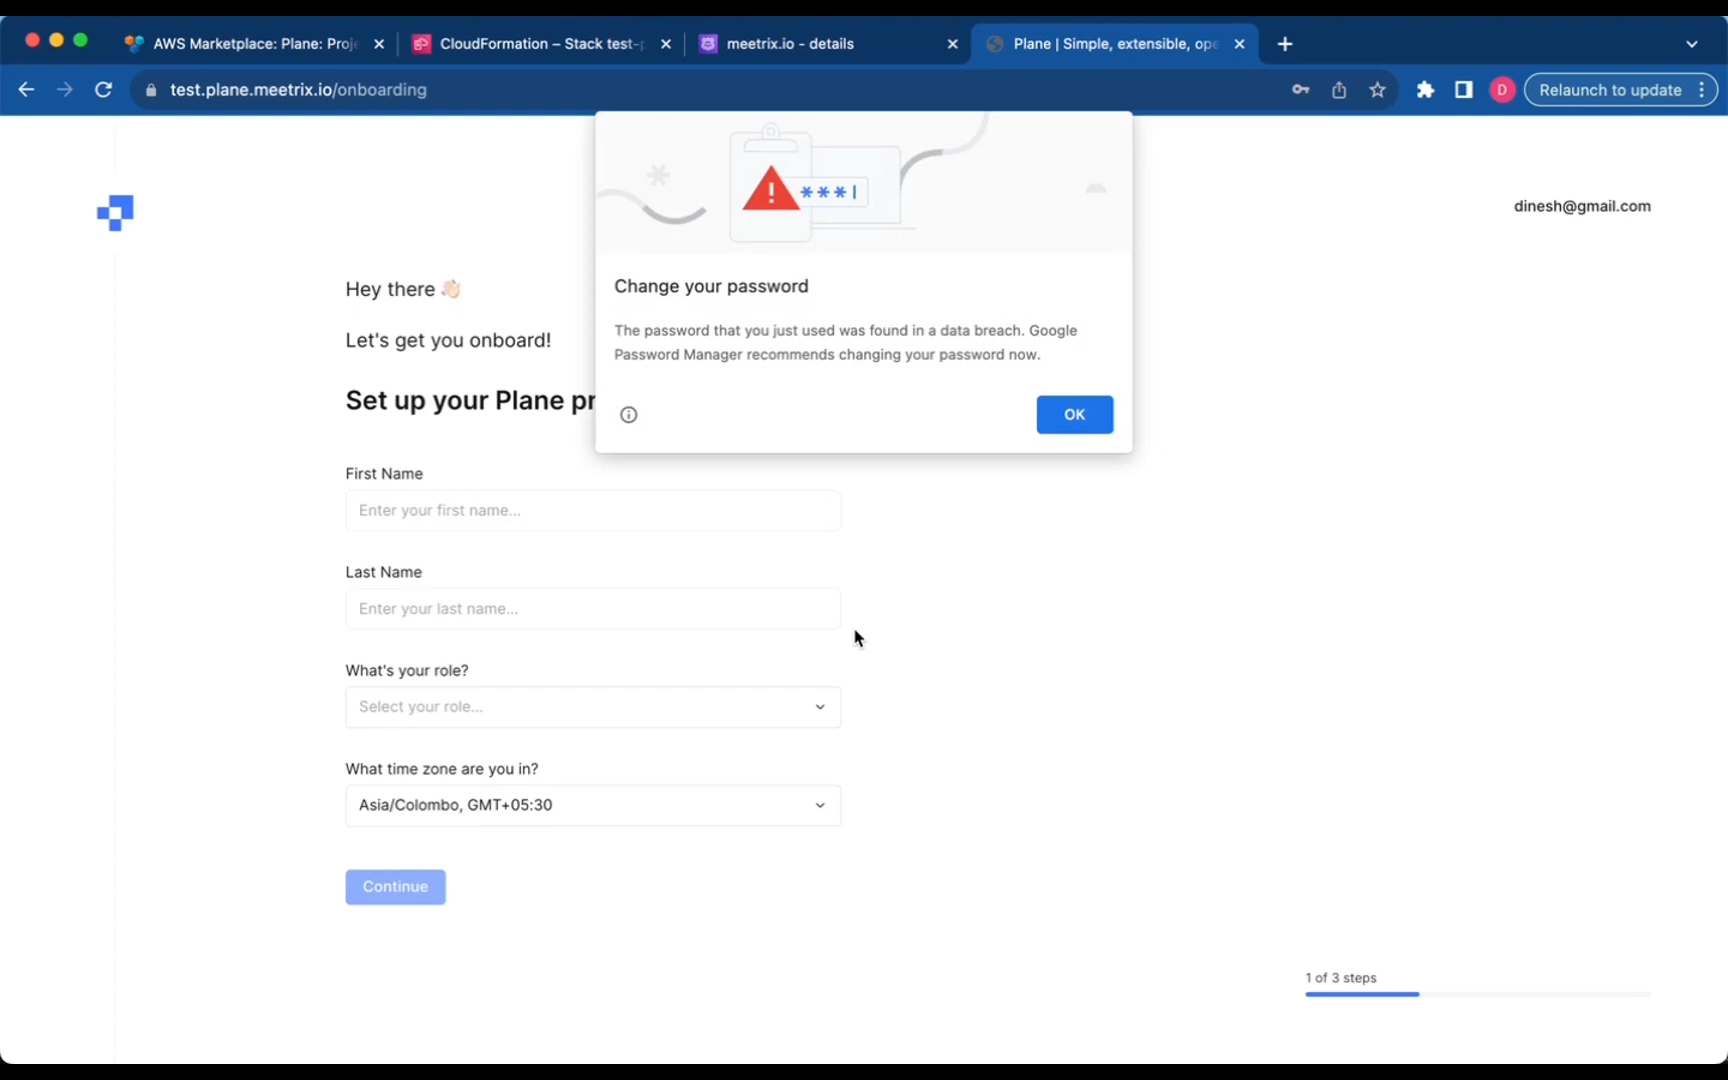 AWS Marketplace: Plane: Proje
CloudFormation – Stack test-p
meetrix.io - details
Plane | Simple, extensible, ope
test.plane.meetrix.io/onboarding
D
Relaunch to update
***|
dinesh@gmail.com
Hey there 👋🏻
Let's get you onboard!
Set up your Plane pr
Change your password
The password that you just used was found in a data breach. Google
Password Manager recommends changing your password now.
OK
First Name
Enter your first name...
Last Name
Enter your last name...
What's your role?
Select your role...
What time zone are you in?
Asia/Colombo, GMT+05:30
Continue
1 of 3 steps